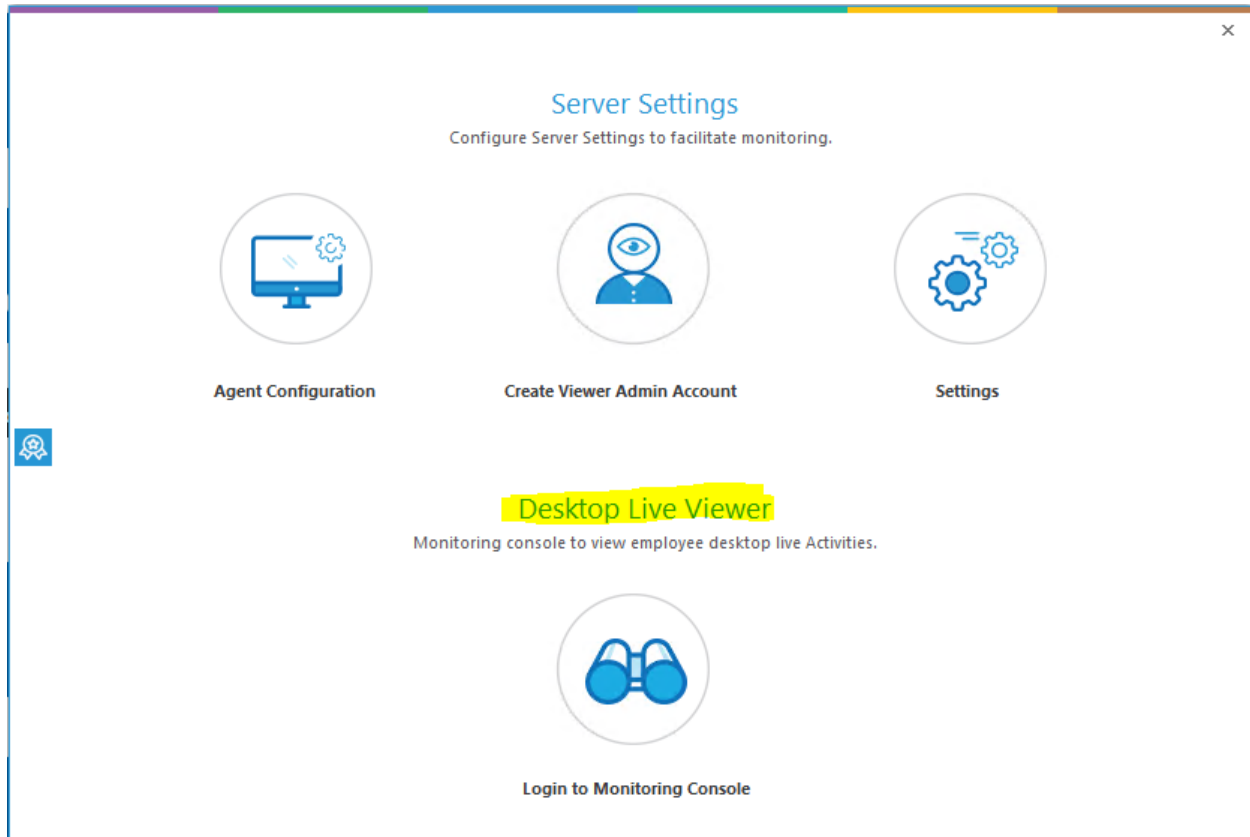 Server Settings
Configure Server Settings to facilitate monitoring.
Agent Configuration
Create Viewer Admin Account
Settings
Desktop Live Viewer
Monitoring console to view employee desktop live Activities.
Login to Monitoring Console